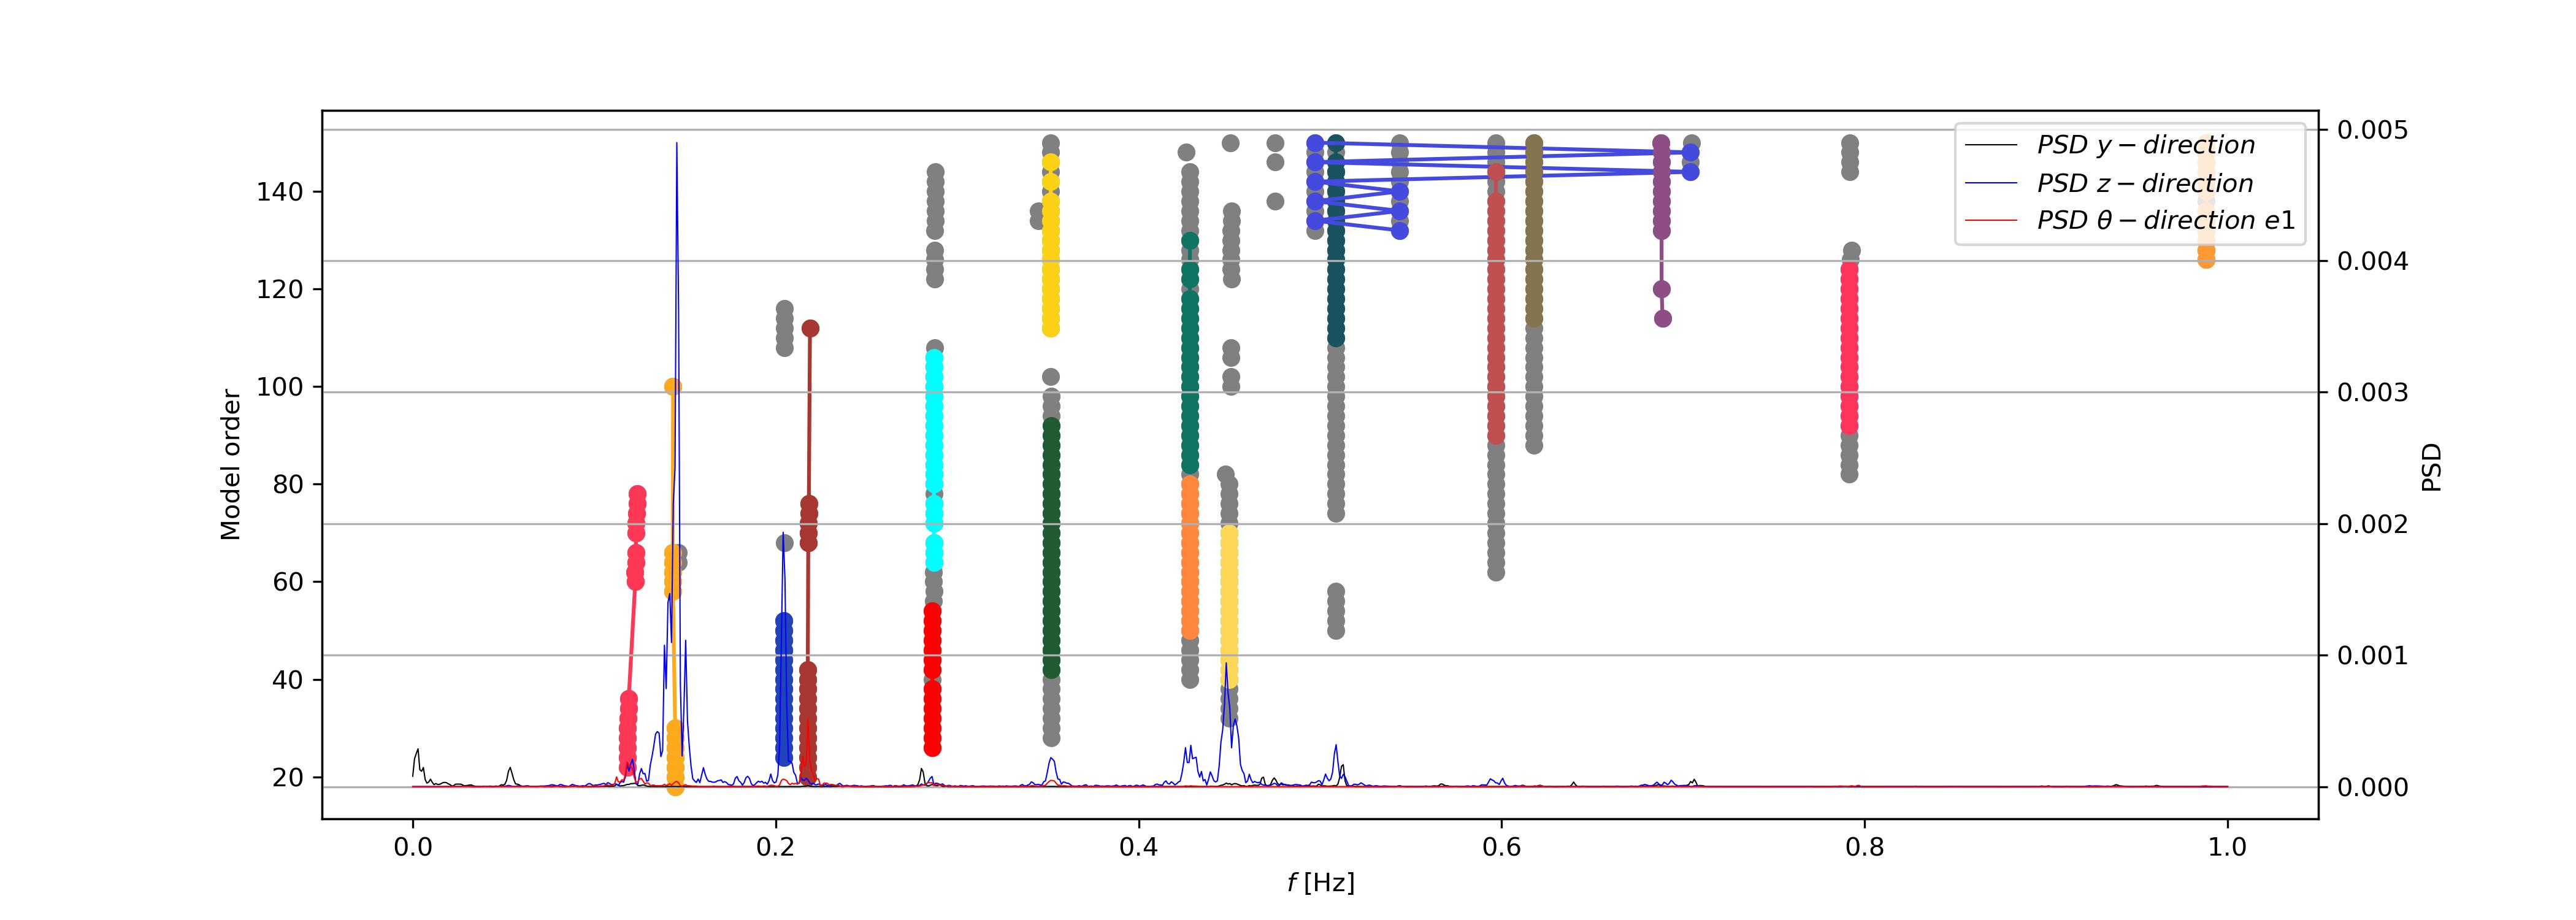 PSD y − direction
PSD z − direction
PSD θ − direction e1
140
120
100
80
60
40
20
Model order
0.005
0.004
0.003
0.002
0.001
0.000
PSD
0.0 0.2 0.4 0.6 0.8 1.0
f [Hz]